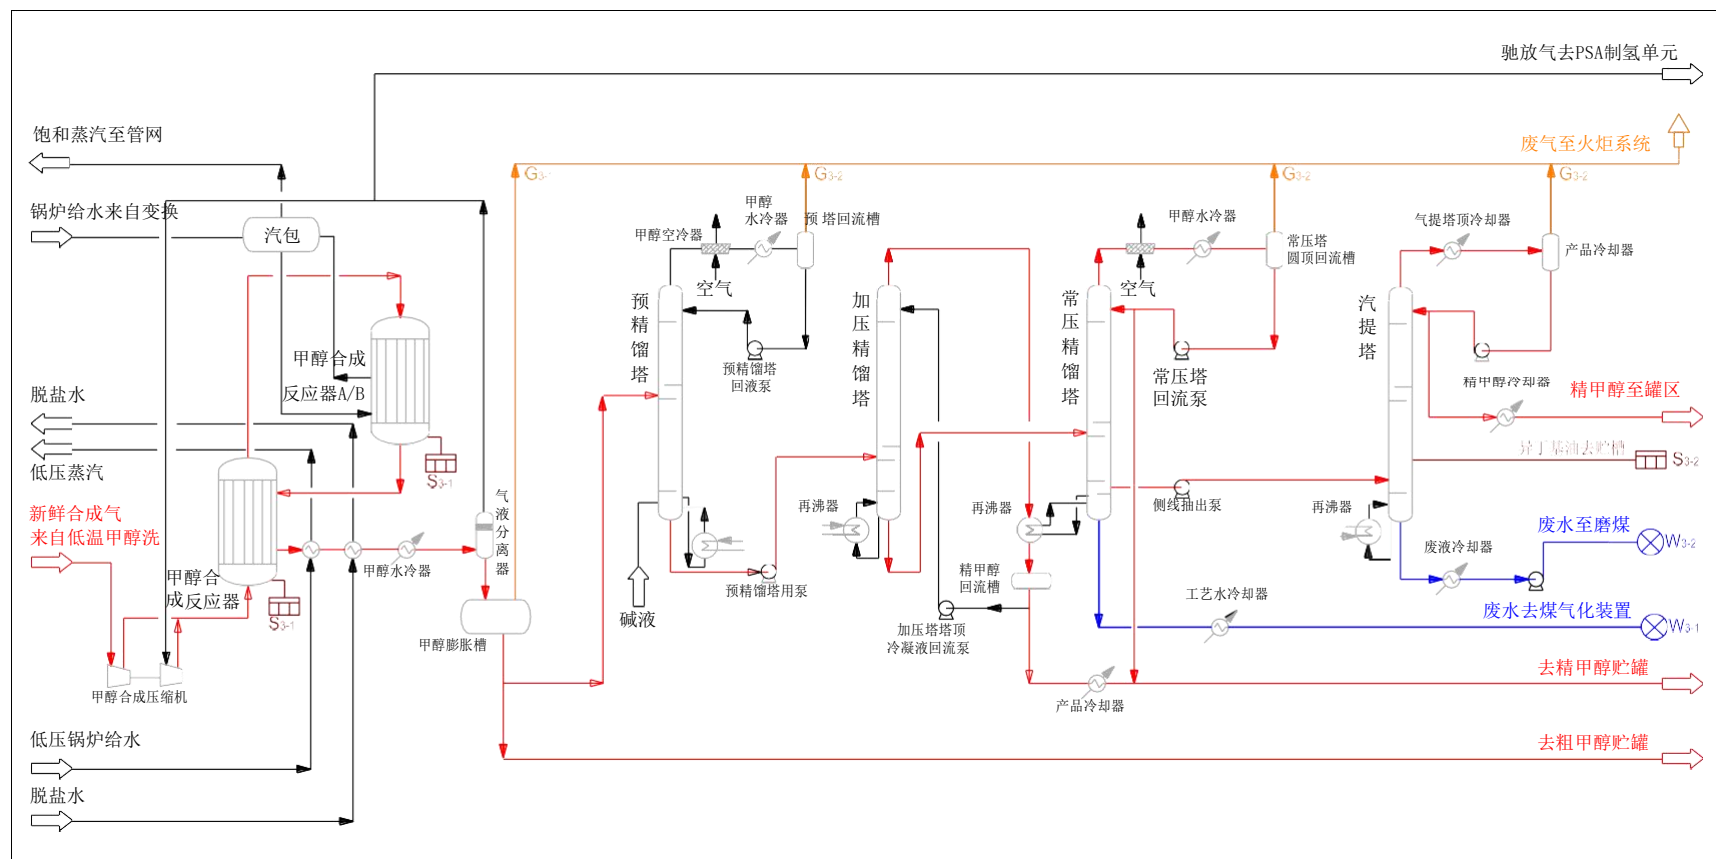 驰放气去PSA制氢单元
饱和蒸汽至管网
废气至火炬系统
G3-1
G3-2
G3-2
G3-2
锅炉给水来自变换
汽包
甲醇空冷器
甲醇
水冷器
预 塔回流槽
甲醇水冷器
常压塔
圆顶回流槽
气提塔顶冷却器
产品冷却器
空气
空气
预精馏塔
加压精馏塔
常压精馏塔
汽提塔
甲醇合成
反应器A/B
预精馏塔
回液泵
常压塔
回流泵
精甲醇冷却器
精甲醇至罐区
脱盐水
低压蒸汽
S3-1
异丁基油去贮槽
S3-2
新鲜合成气
来自低温甲醇洗
气液分离器
再沸器
再沸器
侧线抽出泵
再沸器
废水至磨煤
W3-2
甲醇合
成反应器
甲醇水冷器
S3-1
预精馏塔用泵
精甲醇
回流槽
废液冷却器
碱液
甲醇膨胀槽
加压塔塔顶
冷凝液回流泵
工艺水冷却器
废水去煤气化装置
W3-1
甲醇合成压缩机
产品冷却器
去精甲醇贮罐
低压锅炉给水
去粗甲醇贮罐
脱盐水